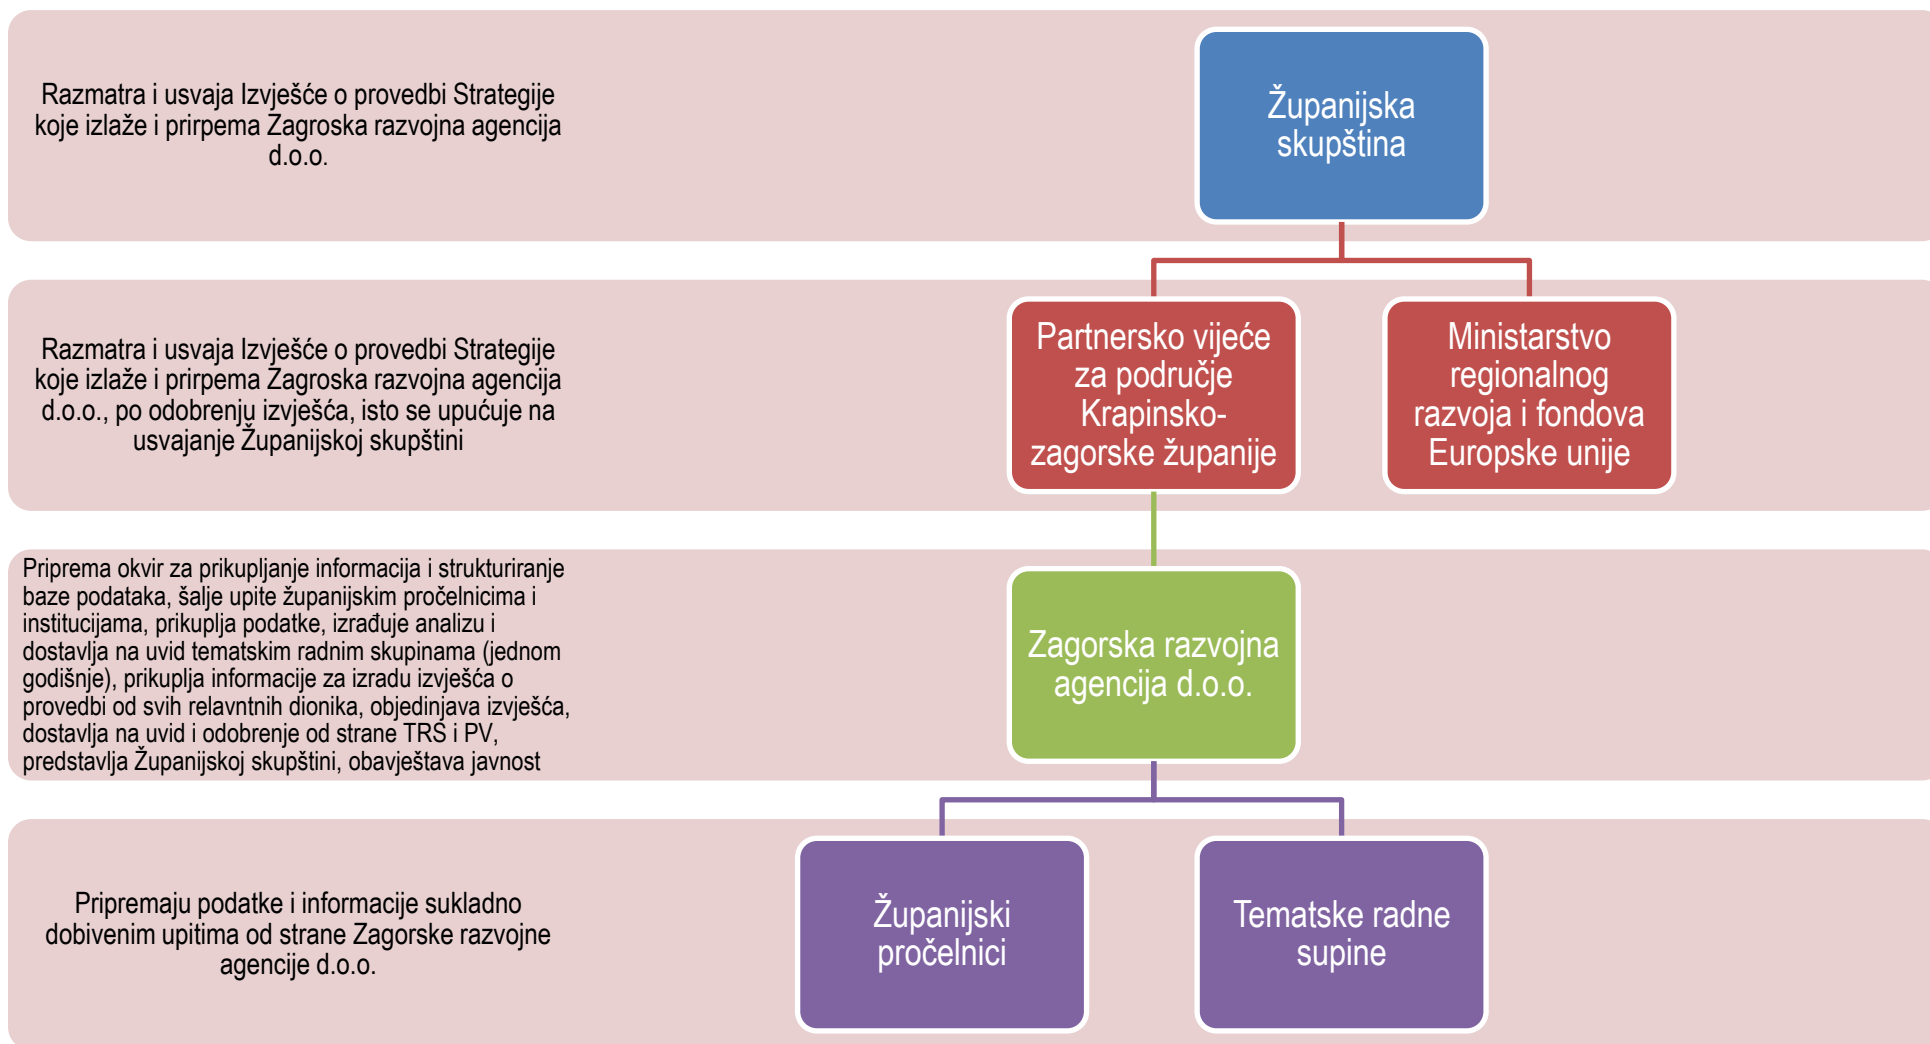 Razmatra i usvaja Izvješće o provedbi Strategije
koje izlaže i prirpema Zagroska razvojna agencija
d.o.o.
Županijska
skupština
Razmatra i usvaja Izvješće o provedbi Strategije
koje izlaže i prirpema Zagroska razvojna agencija
d.o.o., po odobrenju izvješća, isto se upućuje na
usvajanje Županijskoj skupštini
Partnersko vijeće
za područje
Krapinsko-
zagorske županije
Ministarstvo
regionalnog
razvoja i fondova
Europske unije
Priprema okvir za prikupljanje informacija i strukturiranje
baze podataka, šalje upite županijskim pročelnicima i
institucijama, prikuplja podatke, izrađuje analizu i
dostavlja na uvid tematskim radnim skupinama (jednom
godišnje), prikuplja informacije za izradu izvješća o
provedbi od svih relavntnih dionika, objedinjava izvješća,
dostavlja na uvid i odobrenje od strane TRS i PV,
predstavlja Županijskoj skupštini, obavještava javnost
Zagorska razvojna
agencija d.o.o.
Pripremaju podatke i informacije sukladno
dobivenim upitima od strane Zagorske razvojne
agencije d.o.o.
Županijski
pročelnici
Tematske radne
supine